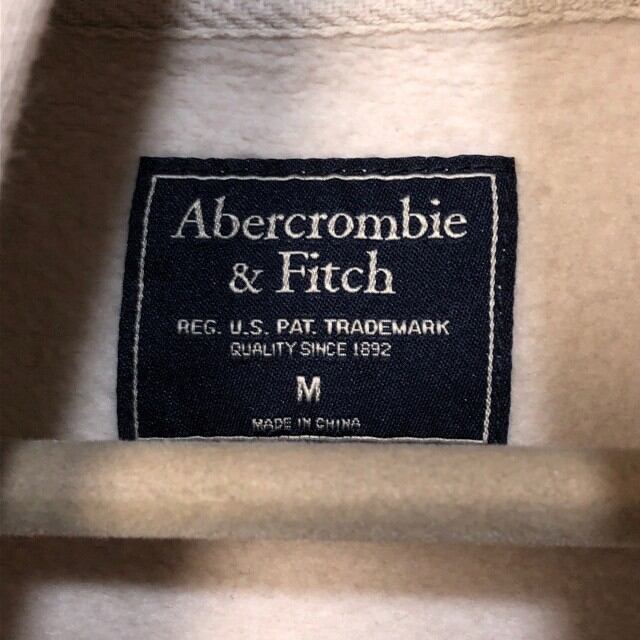 Abercrombie
& Fitch
REG. U.S. PAT. TRADEMARK
QUALITY SINCE 1892
M
MADE IN CHINA